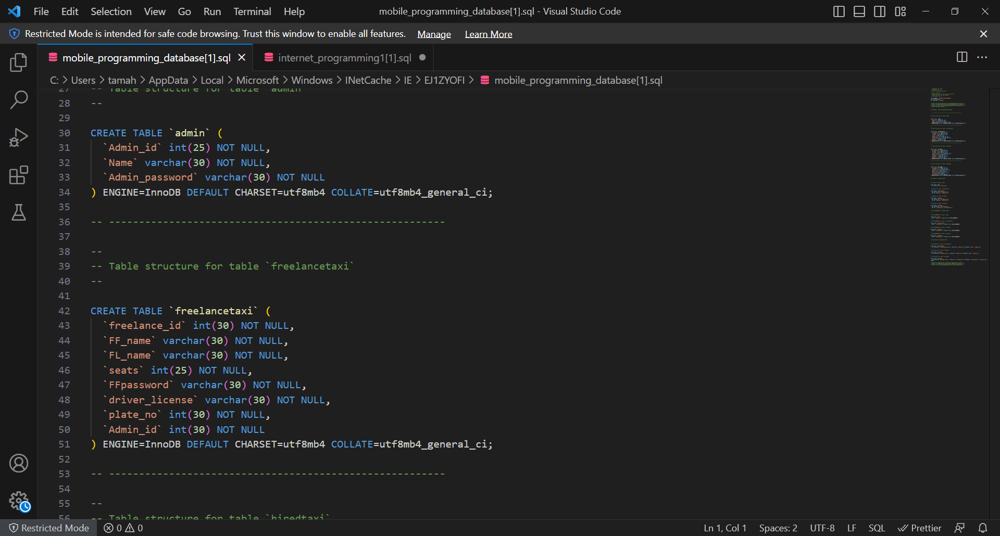 File Edit Selection View Go Run Terminal Help mobile_programming_database[1].sql - Visual Studio Code
Restricted Mode is intended for safe code browsing. Trust this window to enable all features. Manage Learn More
mobile_programming_database[1].sql internet_programming1[1].sql
C: > Users > tamah > AppData > Local > Microsoft > Windows > INetCache > IE > EJ1ZYOFI > mobile_programming_database[1].sql
27 -- Table structure for table `admin`
28 --
29
30 CREATE TABLE `admin` (
31 `Admin_id` int(25) NOT NULL,
32 `Name` varchar(30) NOT NULL,
33 `Admin_password` varchar(30) NOT NULL
34 ) ENGINE=InnoDB DEFAULT CHARSET=utf8mb4 COLLATE=utf8mb4_general_ci;
35
36 -- --------------------------------------------------------
37
38 --
39 -- Table structure for table `freelancetaxi`
40 --
41
42 CREATE TABLE `freelancetaxi` (
43 `freelance_id` int(30) NOT NULL,
44 `FF_name` varchar(30) NOT NULL,
45 `FL_name` varchar(30) NOT NULL,
46 `seats` int(25) NOT NULL,
47 `FFpassword` varchar(30) NOT NULL,
48 `driver_license` varchar(30) NOT NULL,
49 `plate_no` int(30) NOT NULL,
50 `Admin_id` int(30) NOT NULL
51 ) ENGINE=InnoDB DEFAULT CHARSET=utf8mb4 COLLATE=utf8mb4_general_ci;
52
53 -- --------------------------------------------------------
54
55 --
56 -- Table structure for table `hiredtaxi`
Restricted Mode 0 0 Ln 1, Col 1 Spaces: 2 UTF-8 LF SQL Prettier